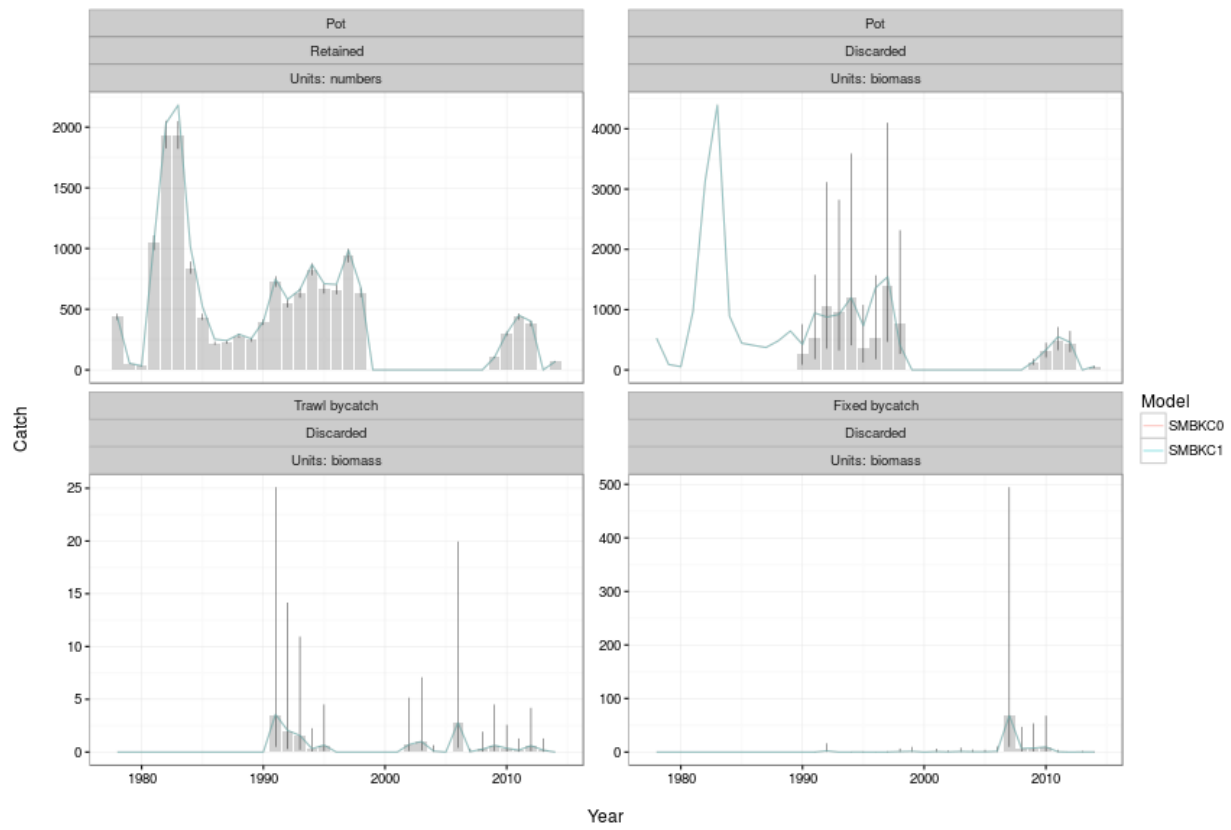 Pot
Retained
Units: numbers
Pot
Discarded
Units: biomass
2000
1500
1000
500
0
4000
3000
2000
1000
0
Catch
Trawl bycatch
Discarded
Units: biomass
Fixed bycatch
Discarded
Units: biomass
Model
SMBKC0
SMBKC1
25
20
15
10
5
0
500
400
300
200
100
0
1980 1990 2000 2010
1980 1990 2000 2010
Year